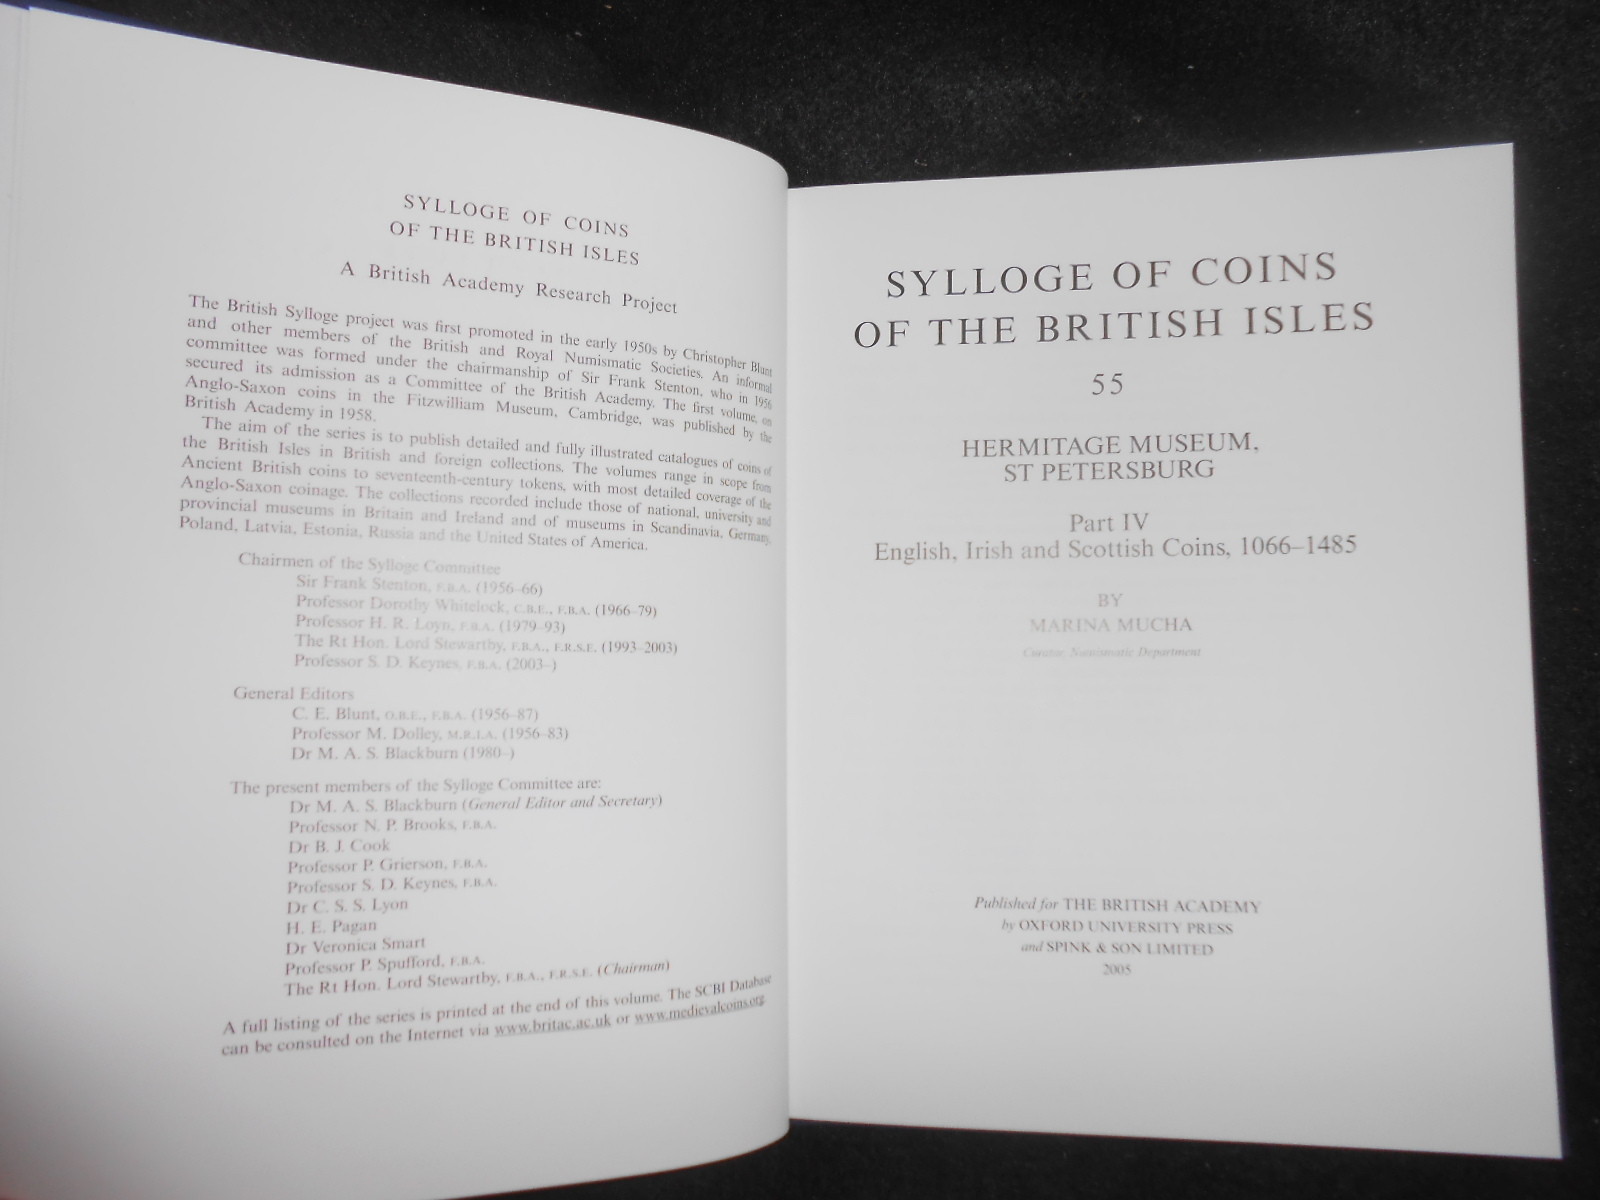 SYLLOGE OF COINS
OF THE BRITISH ISLES
A British Academy Research Project
The British Sylloge project was first promoted in the early 1950s by Christopher Blunt
and other members of the British and Royal Numismatic Societies. An informal
committee was formed under the chairmanship of Sir Frank Stenton, who in 1956
secured its admission as a Committee of the British Academy. The first volume, on
Anglo-Saxon coins in the Fitzwilliam Museum, Cambridge, was published by the
British Academy in 1958.
The aim of the series is to publish detailed and fully illustrated catalogues of coins of
the British Isles in British and foreign collections. The volumes range in scope from
Ancient British coins to seventeenth-century tokens, with most detailed coverage of the
Anglo-Saxon coinage. The collections recorded include those of national, university and
provincial museums in Britain and Ireland and of museums in Scandinavia, Germany,
Poland, Latvia, Estonia, Russia and the United States of America.
Chairmen of the Sylloge Committee
Sir Frank Stenton, F.B.A. (1956–66)
Professor Dorothy Whitelock, C.B.E., F.B.A. (1966–79)
Professor H. R. Loyn, F.B.A. (1979–93)
The Rt Hon. Lord Stewartby, F.B.A., F.R.S.E. (1993–2003)
Professor S. D. Keynes, F.B.A. (2003–)
General Editors
C. E. Blunt, O.B.E., F.B.A. (1956–87)
Professor M. Dolley, M.R.I.A. (1956–83)
Dr M. A. S. Blackburn (1980–)
The present members of the Sylloge Committee are:
Dr M. A. S. Blackburn (General Editor and Secretary)
Professor N. P. Brooks, F.B.A.
Dr B. J. Cook
Professor P. Grierson, F.B.A.
Professor S. D. Keynes, F.B.A.
Dr C. S. S. Lyon
H. E. Pagan
Dr Veronica Smart
Professor P. Spufford, F.B.A.
The Rt Hon. Lord Stewartby, F.B.A., F.R.S.E. (Chairman)
A full listing of the series is printed at the end of this volume. The SCBI Database
can be consulted on the Internet via www.britac.ac.uk or www.medievalcoins.org
SYLLOGE OF COINS
OF THE BRITISH ISLES
55
HERMITAGE MUSEUM,
ST PETERSBURG
Part IV
English, Irish and Scottish Coins, 1066–1485
BY
MARINA MUCHA
Curator Numismatic Department
Published for THE BRITISH ACADEMY
by OXFORD UNIVERSITY PRESS
and SPINK & SON LIMITED
2005